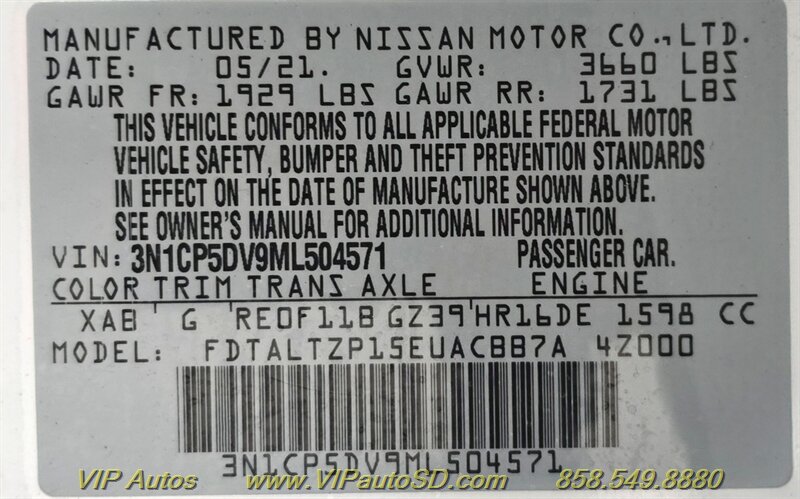 MANUFACTURED BY NISSAN MOTOR CO., LTD.
DATE: 05/21. GVWR: 3660 LBS
GAWR FR: 1929 LBS GAWR RR: 1731 LBS
THIS VEHICLE CONFORMS TO ALL APPLICABLE FEDERAL MOTOR
VEHICLE SAFETY, BUMPER AND THEFT PREVENTION STANDARDS
IN EFFECT ON THE DATE OF MANUFACTURE SHOWN ABOVE.
SEE OWNER'S MANUAL FOR ADDITIONAL INFORMATION.
VIN: 3N1CP5DV9ML504571 PASSENGER CAR.
COLOR TRIM TRANS AXLE ENGINE
XAB G RE0F11B GZ39 HR16DE 1598 CC
MODEL: FDTALTZP15EUACBB7A 4Z000
3N1CP5DV9ML504571
VIP Autos www.VIPautoSD.com 858.549.8880